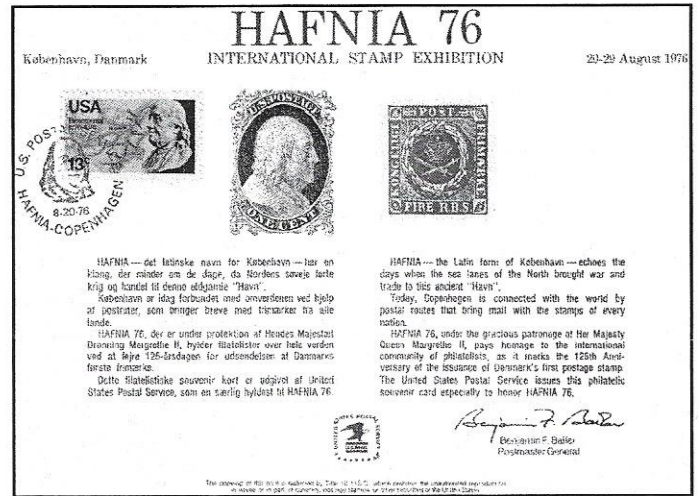 HAFNIA 76
København, Danmark
INTERNATIONAL STAMP EXHIBITION
20-29 August 1976
USA
13c
U.S. POSTAL
8-20-76
HAFNIA-COPENHAGEN
U.S. POSTAGE
ONE CENT
KONGELIGT
POST
FRIMÆRKE
FIRE R.B.S.
HAFNIA — det latinske navn for København — har en
klang, der minder om de dage, da Nordens søveje førte
krig og handel til denne ældgamle "Havn".
København er idag forbundet med omverdenen ved hjælp
af postruter, som bringer breve med frimærker fra alle
lande.
HAFNIA 76, der er under protektion af Hendes Majestæt
Dronning Margrethe II, hylder filatelister over hele verden
ved at fejre 125-årsdagen for udsendelsen af Danmarks
første frimærke.
Dette filatelistiske souvenir kort er udgivet af United
States Postal Service, som en særlig hyldest til HAFNIA 76.
HAFNIA — the Latin form of København — echoes the
days when the sea lanes of the North brought war and
trade to this ancient "Havn".
Today, Copenhagen is connected with the world by
postal routes that bring mail with the stamps of every
nation.
HAFNIA 76, under the gracious patronage of Her Majesty
Queen Margrethe II, pays homage to the international
community of philatelists, as it marks the 125th Anni-
versary of the issuance of Denmark's first postage stamp.
The United States Postal Service issues this philatelic
souvenir card especially to honor HAFNIA 76.
UNITED STATES POSTAL SERVICE
Benjamin F. Bailar
Benjamin F. Bailar
Postmaster General